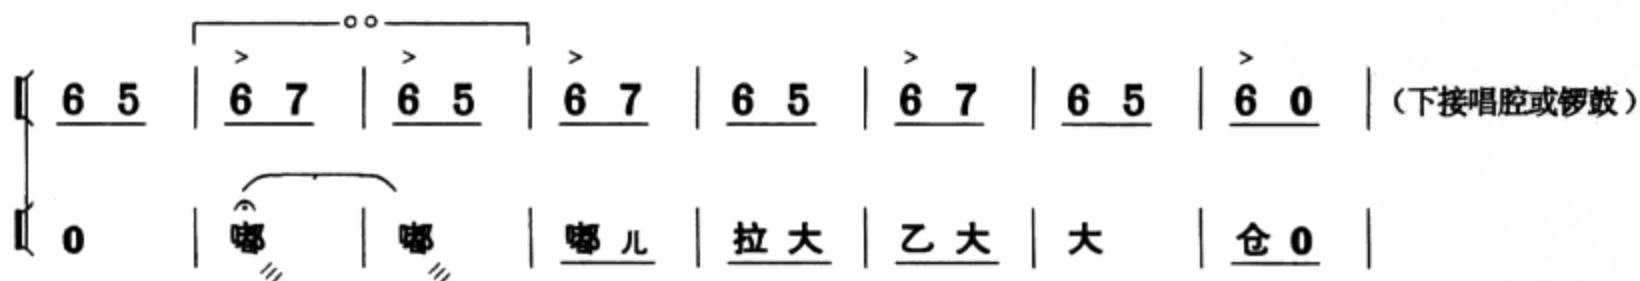 6 5 | 6 7 | 6 5 | 6 7 | 6 5 | 6 7 | 6 5 | 6 0 | （下接唱腔或锣鼓）
0 | 嘟 | 嘟 | 嘟 儿 | 拉 大 | 乙 大 | 大 | 仓 0 |